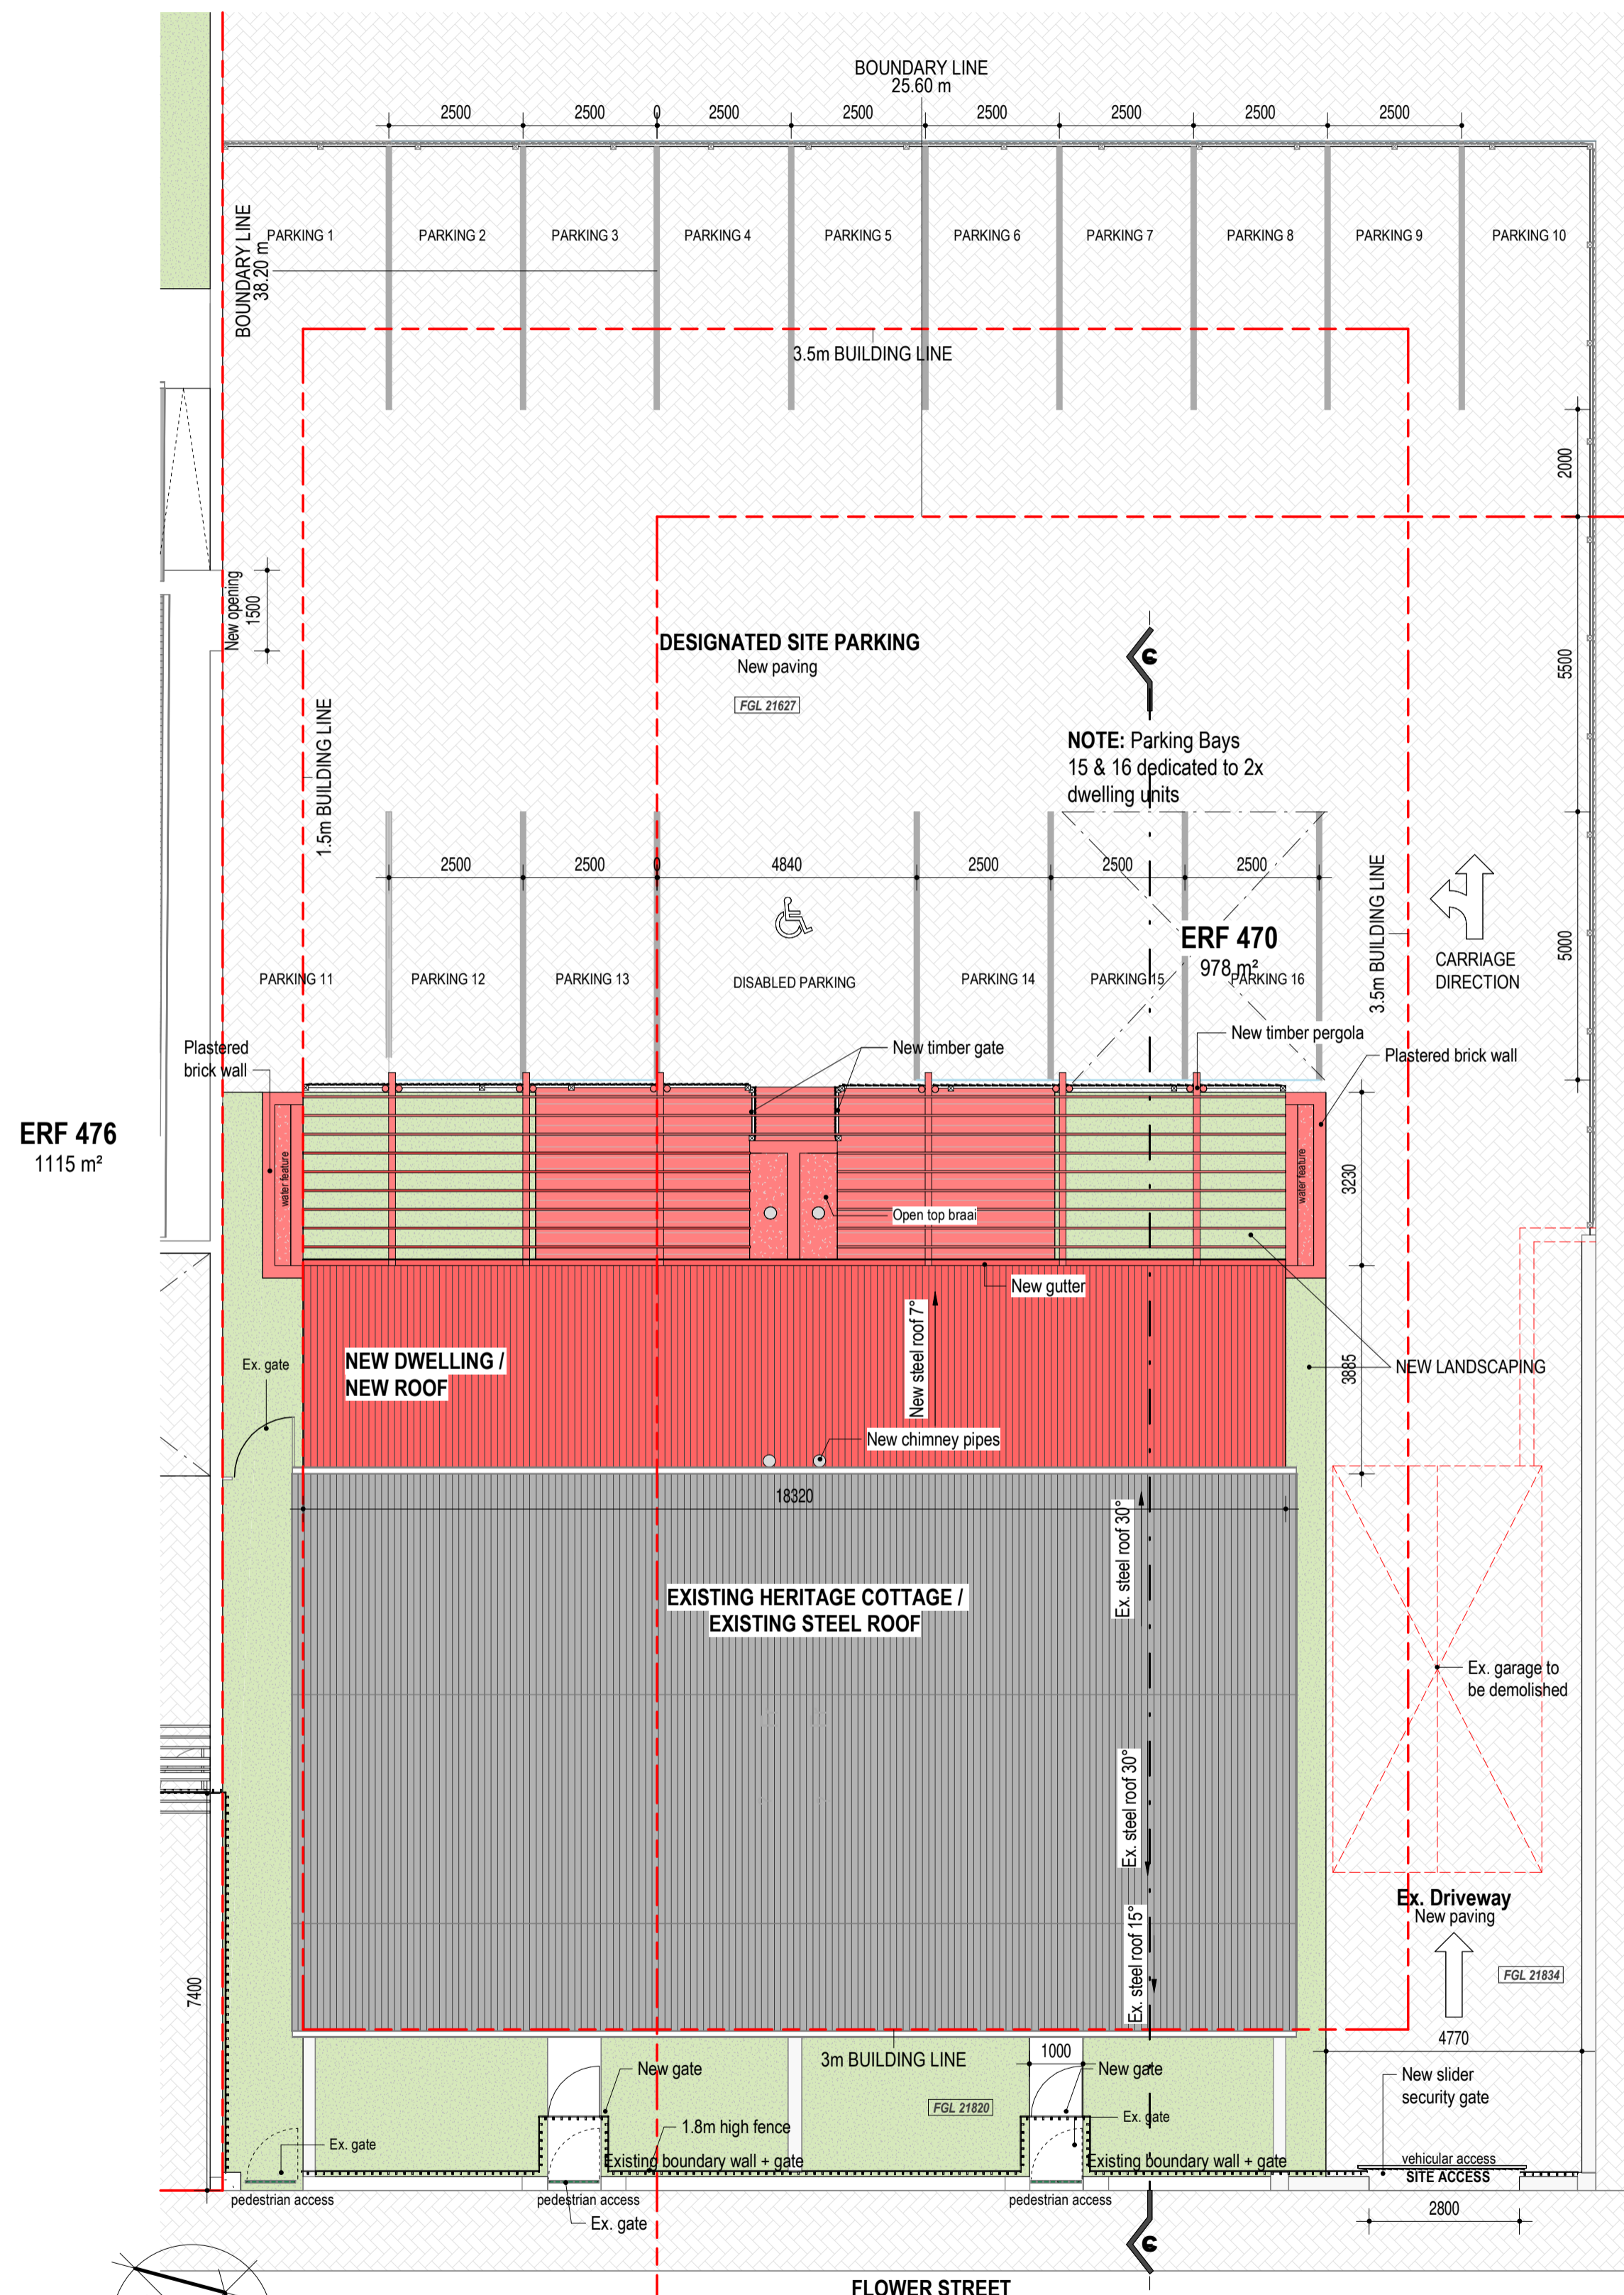 BOUNDARY LINE
25.60 m
2500
2500
0
2500
2500
2500
2500
2500
2500
BOUNDARY LINE
38.20 m
PARKING 1
PARKING 2
PARKING 3
PARKING 4
PARKING 5
PARKING 6
PARKING 7
PARKING 8
PARKING 9
PARKING 10
3.5m BUILDING LINE
2000
New opening
1500
DESIGNATED SITE PARKING
New paving
FGL 21627
5500
1.5m BUILDING LINE
NOTE: Parking Bays
15 & 16 dedicated to 2x
dwelling units
2500
2500
0
4840
2500
2500
2500
3.5m BUILDING LINE
ERF 470
978 m²
CARRIAGE
DIRECTION
5000
PARKING 11
PARKING 12
PARKING 13
DISABLED PARKING
PARKING 14
PARKING 15
PARKING 16
Plastered
brick wall
New timber gate
New timber pergola
Plastered brick wall
ERF 476
1115 m²
water feature
water feature
3230
Open top braai
New gutter
New steel roof 7°
NEW DWELLING /
NEW ROOF
Ex. gate
3885
NEW LANDSCAPING
New chimney pipes
18320
Ex. steel roof 30°
EXISTING HERITAGE COTTAGE /
EXISTING STEEL ROOF
Ex. garage to
be demolished
Ex. steel roof 30°
Ex. Driveway
New paving
Ex. steel roof 15°
FGL 21834
7400
4770
3m BUILDING LINE
1000
New gate
New gate
New slider
security gate
FGL 21820
Ex. gate
1.8m high fence
Ex. gate
Existing boundary wall + gate
Existing boundary wall + gate
vehicular access
SITE ACCESS
pedestrian access
pedestrian access
pedestrian access
Ex. gate
2800
C
C
FLOWER STREET